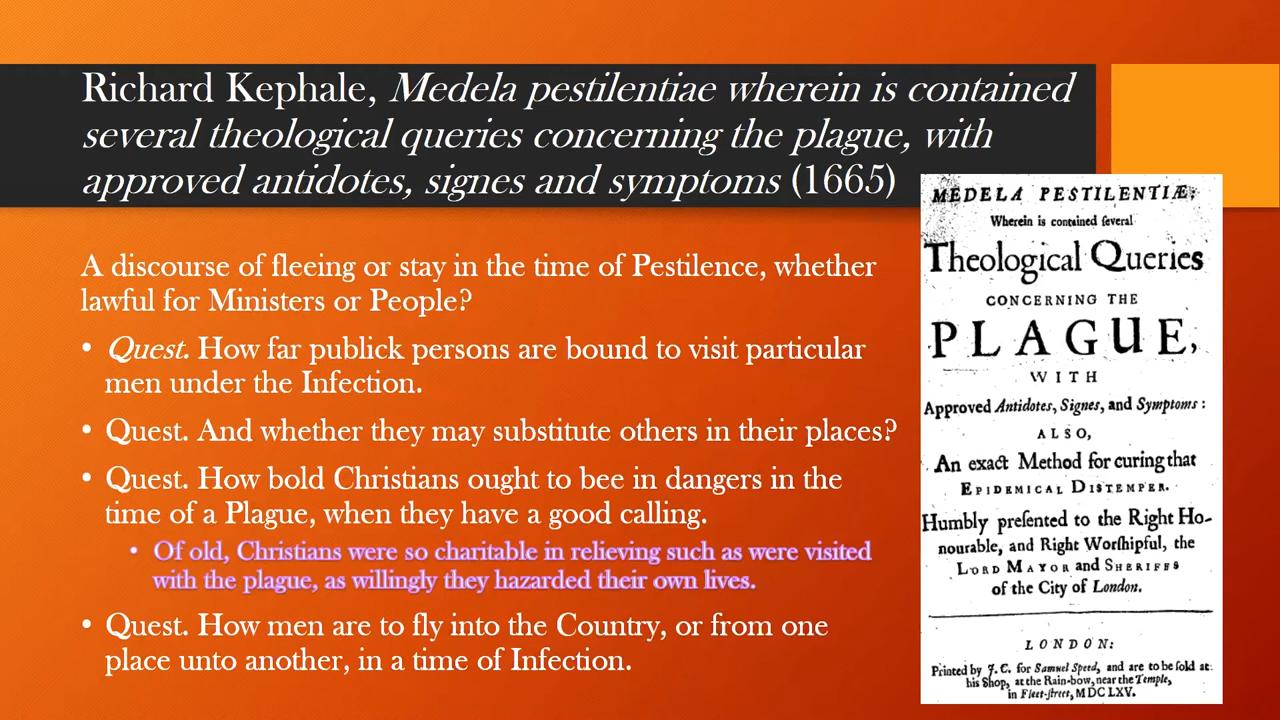 Richard Kephale, Medela pestilentiae wherein is contained
several theological queries concerning the plague, with
approved antidotes, signes and symptoms (1665)
A discourse of fleeing or stay in the time of Pestilence, whether
lawful for Ministers or People?
• Quest. How far publick persons are bound to visit particular
men under the Infection.
• Quest. And whether they may substitute others in their places?
• Quest. How bold Christians ought to bee in dangers in the
time of a Plague, when they have a good calling.
• Of old, Christians were so charitable in relieving such as were visited
with the plague, as willingly they hazarded their own lives.
• Quest. How men are to fly into the Country, or from one
place unto another, in a time of Infection.
MEDELA PESTILENTIÆ;
Wherein is contained ſeveral
Theological Queries
CONCERNING THE
PLAGUE,
WITH
Approved Antidotes, Signes, and Symptoms:
ALSO,
An exact Method for curing that
EPIDEMICAL DISTEMPER.
Humbly preſented to the Right Ho-
nourable, and Right Worſhipful, the
LORD MAYOR and SHERIFFS
of the City of London.
LONDON:
Printed by J. C. for Samuel Speed, and are to be ſold at
his Shop, at the Rain-bow, near the Temple,
in Fleet-ſtreet, MDCLXV.